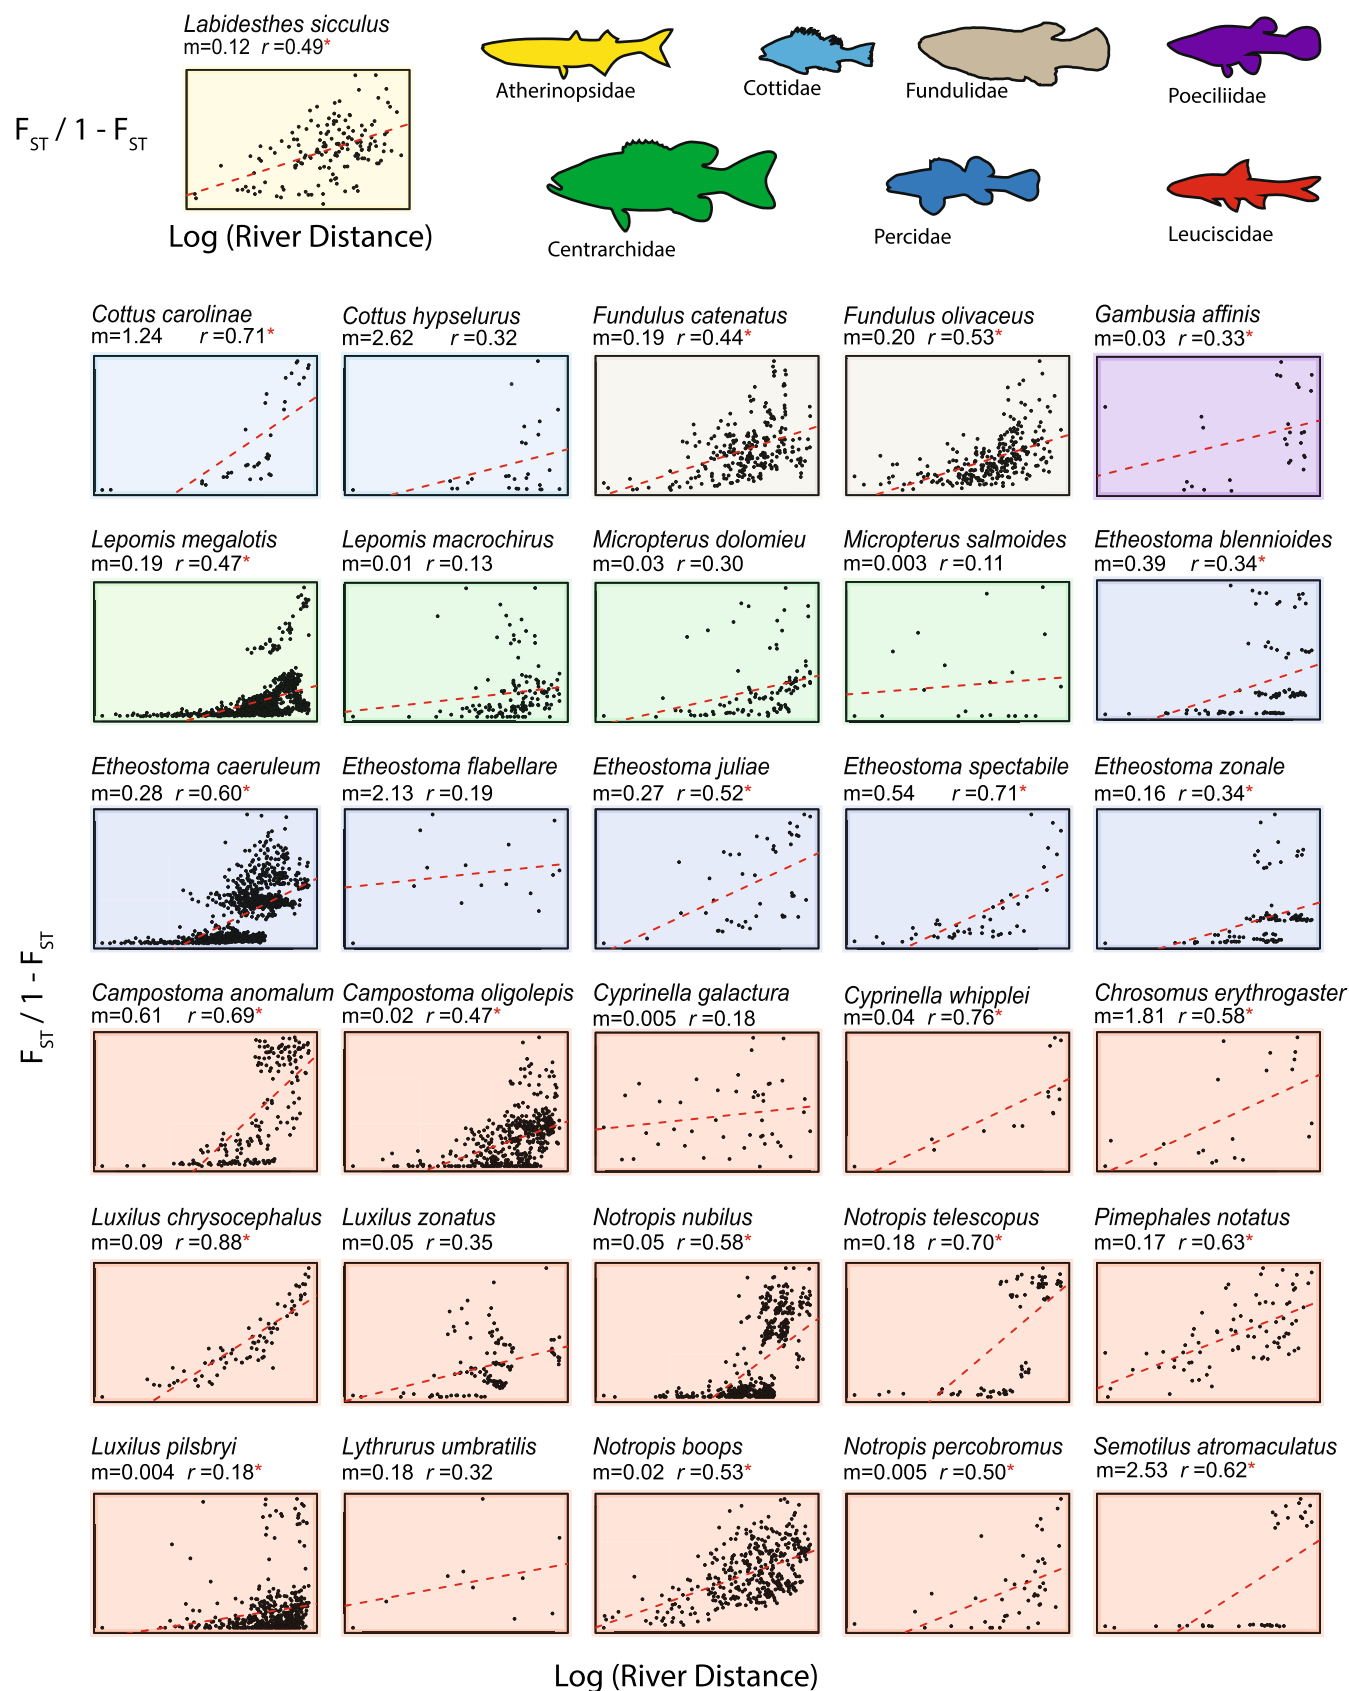 Labidesthes sicculus
m=0.12 r=0.49*
F_ST / 1 - F_ST
Log (River Distance)
Atherinopsidae
Cottidae
Fundulidae
Poeciliidae
Centrarchidae
Percidae
Leuciscidae
Cottus carolinae
m=1.24 r=0.71*
Cottus hypselurus
m=2.62 r=0.32
Fundulus catenatus
m=0.19 r=0.44*
Fundulus olivaceus
m=0.20 r=0.53*
Gambusia affinis
m=0.03 r=0.33*
Lepomis megalotis
m=0.19 r=0.47*
Lepomis macrochirus
m=0.01 r=0.13
Micropterus dolomieu
m=0.03 r=0.30
Micropterus salmoides
m=0.003 r=0.11
Etheostoma blennioides
m=0.39 r=0.34*
Etheostoma caeruleum
m=0.28 r=0.60*
Etheostoma flabellare
m=2.13 r=0.19
Etheostoma juliae
m=0.27 r=0.52*
Etheostoma spectabile
m=0.54 r=0.71*
Etheostoma zonale
m=0.16 r=0.34*
F_ST / 1 - F_ST
Campostoma anomalum
m=0.61 r=0.69*
Campostoma oligolepis
m=0.02 r=0.47*
Cyprinella galactura
m=0.005 r=0.18
Cyprinella whipplei
m=0.04 r=0.76*
Chrosomus erythrogaster
m=1.81 r=0.58*
Luxilus chrysocephalus
m=0.09 r=0.88*
Luxilus zonatus
m=0.05 r=0.35
Notropis nubilus
m=0.05 r=0.58*
Notropis telescopus
m=0.18 r=0.70*
Pimephales notatus
m=0.17 r=0.63*
Luxilus pilsbryi
m=0.004 r=0.18*
Lythrurus umbratilis
m=0.18 r=0.32
Notropis boops
m=0.02 r=0.53*
Notropis percobromus
m=0.005 r=0.50*
Semotilus atromaculatus
m=2.53 r=0.62*
Log (River Distance)